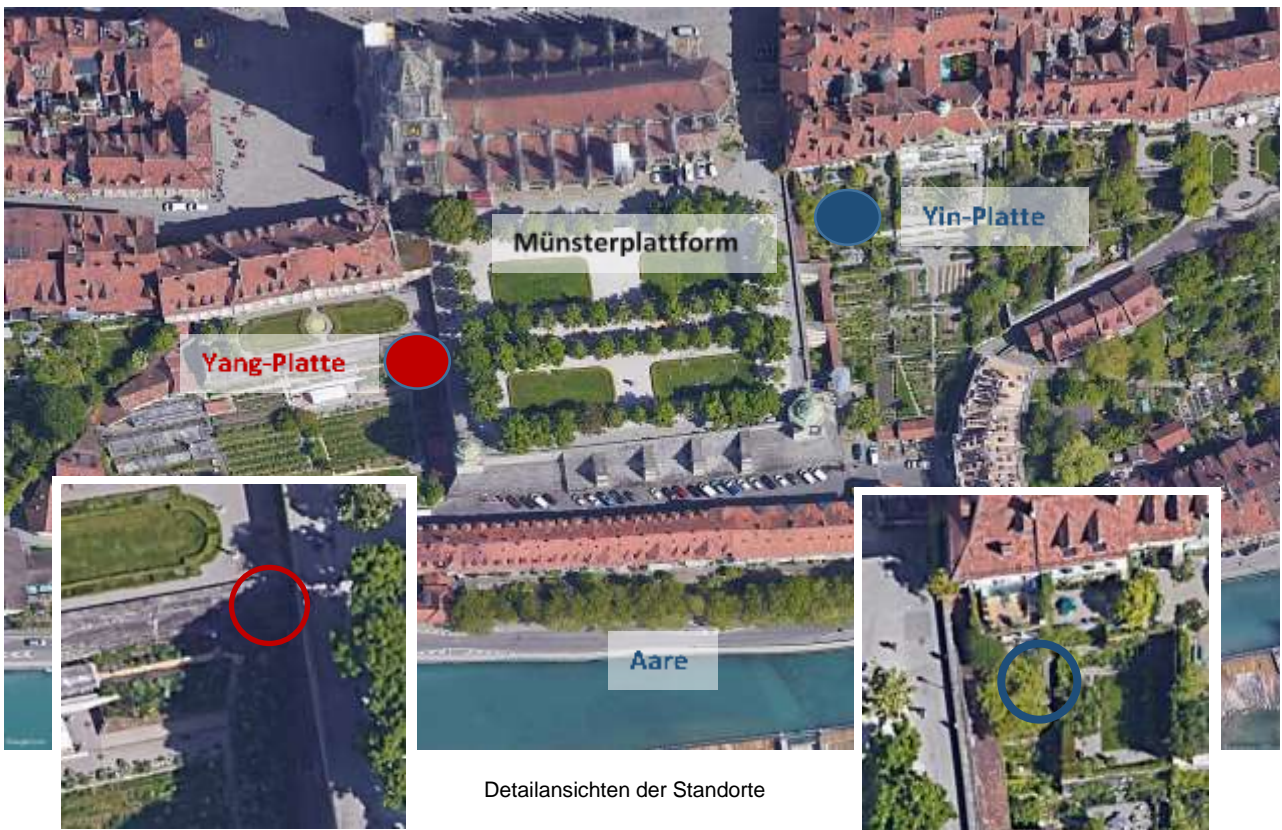 Münsterplattform
Yin-Platte
Yang-Platte
Aare
Detailansichten der Standorte